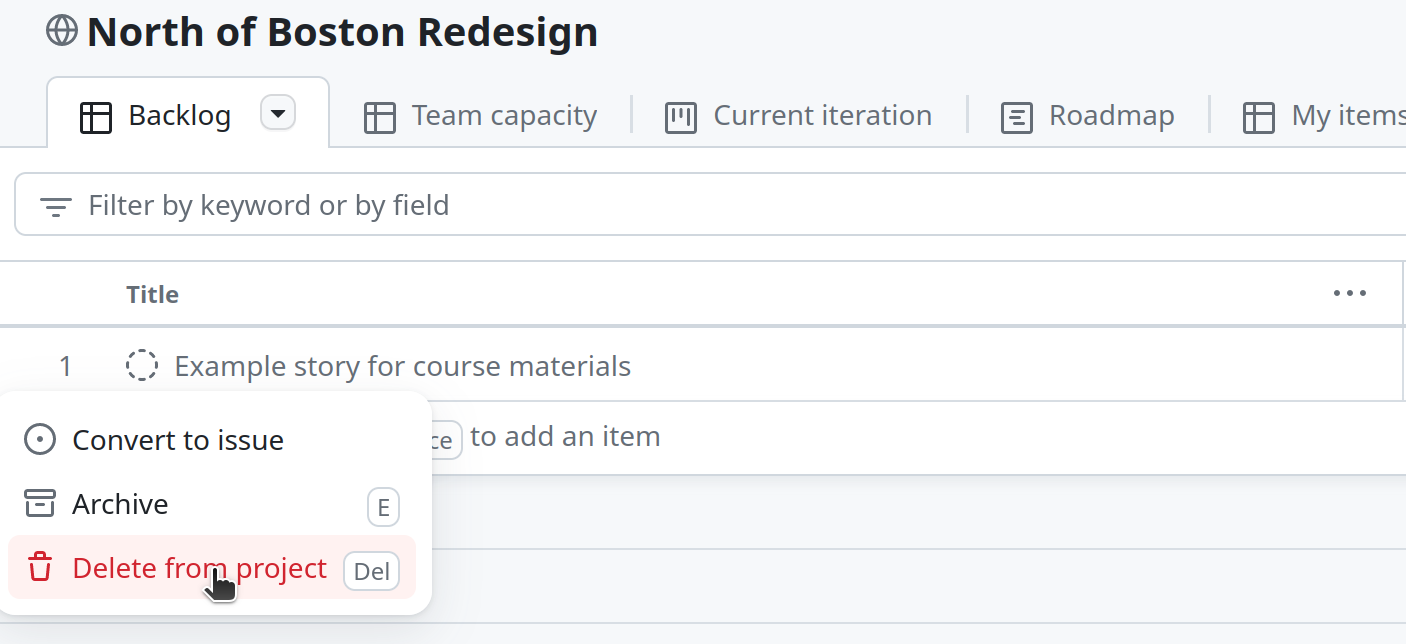 North of Boston Redesign
Backlog Team capacity Current iteration Roadmap My items
Filter by keyword or by field
Title
1 Example story for course materials
to add an item
Convert to issue
Archive E
Delete from project Del